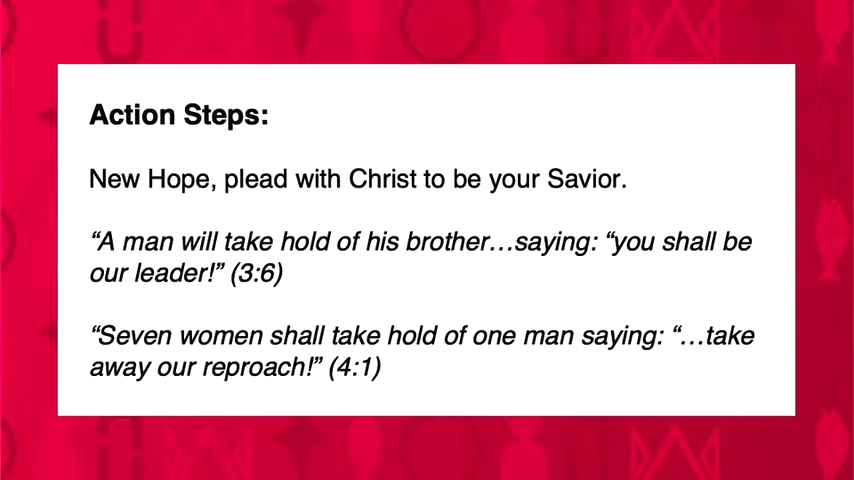 Action Steps:
New Hope, plead with Christ to be your Savior.
“A man will take hold of his brother…saying: “you shall be
our leader!” (3:6)
“Seven women shall take hold of one man saying: “…take
away our reproach!” (4:1)